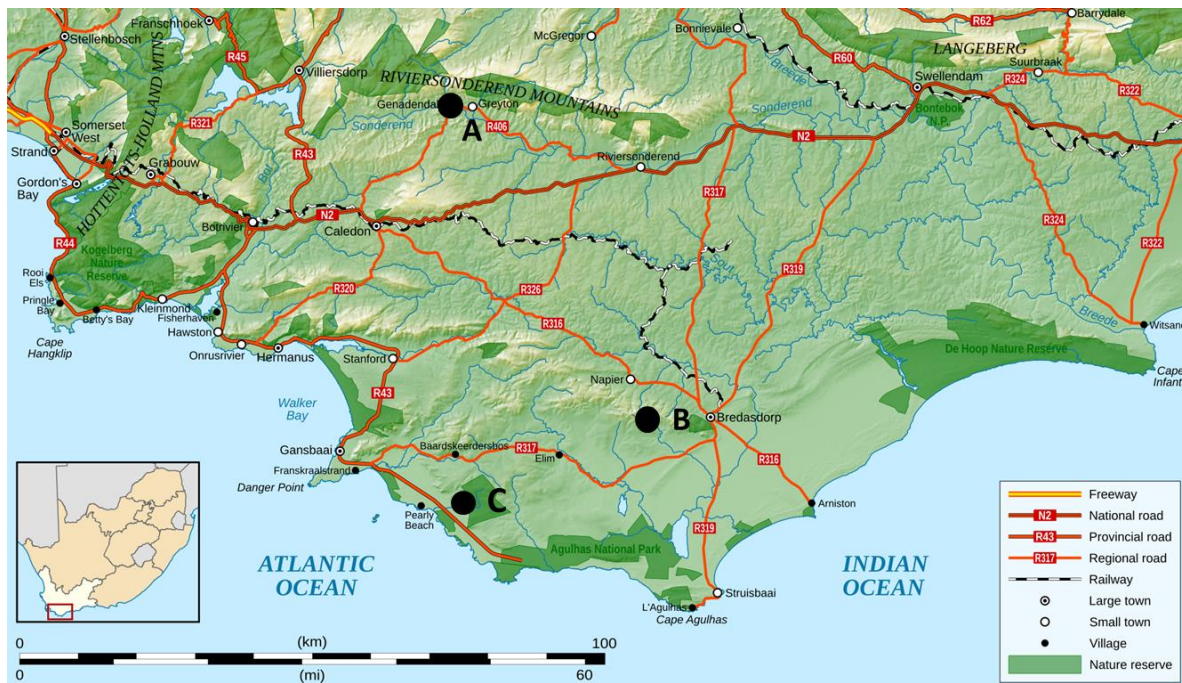 Franschhoek
Stellenbosch
R45
HOTTENTOTS-HOLLAND MTNS
Villiersdorp
McGregor
Bonnievale
R62
Barrydale
LANGEBERG
Suurbraak
R60
Breede
Swellendam
R324
R322
RIVIERSONDEREND MOUNTAINS
Genadendal
Greyton
A
R406
Sonderend
Sonderend
Bontebok
N.P.
N2
R321
Somerset
West
Strand
Grabouw
R43
Gordon's
Bay
Riviersonderend
R317
R44
Kogelberg
Nature
Reserve
Botrivier
N2
Caledon
Sout
R319
R324
R322
Rooi
Els
Pringle
Bay
Betty's Bay
Kleinmond
Fisherhaven
Hawston
Onrusrivier
Hermanus
R320
R326
R316
Stanford
Cape
Hangklip
Breede
Witsand
De Hoop Nature Reserve
Cape
Infant
Napier
R43
Walker
Bay
B
Bredasdorp
Gansbaai
Baardskeerdersbos
R317
Elim
R316
Franskraalstrand
Danger Point
Pearly
Beach
C
Arniston
R319
ATLANTIC
OCEAN
Agulhas National Park
INDIAN
OCEAN
Struisbaai
L'Agulhas
Cape Agulhas
Freeway
N2
National road
R43
Provincial road
R317
Regional road
Railway
Large town
Small town
Village
Nature reserve
0
(km)
100
0
(mi)
60